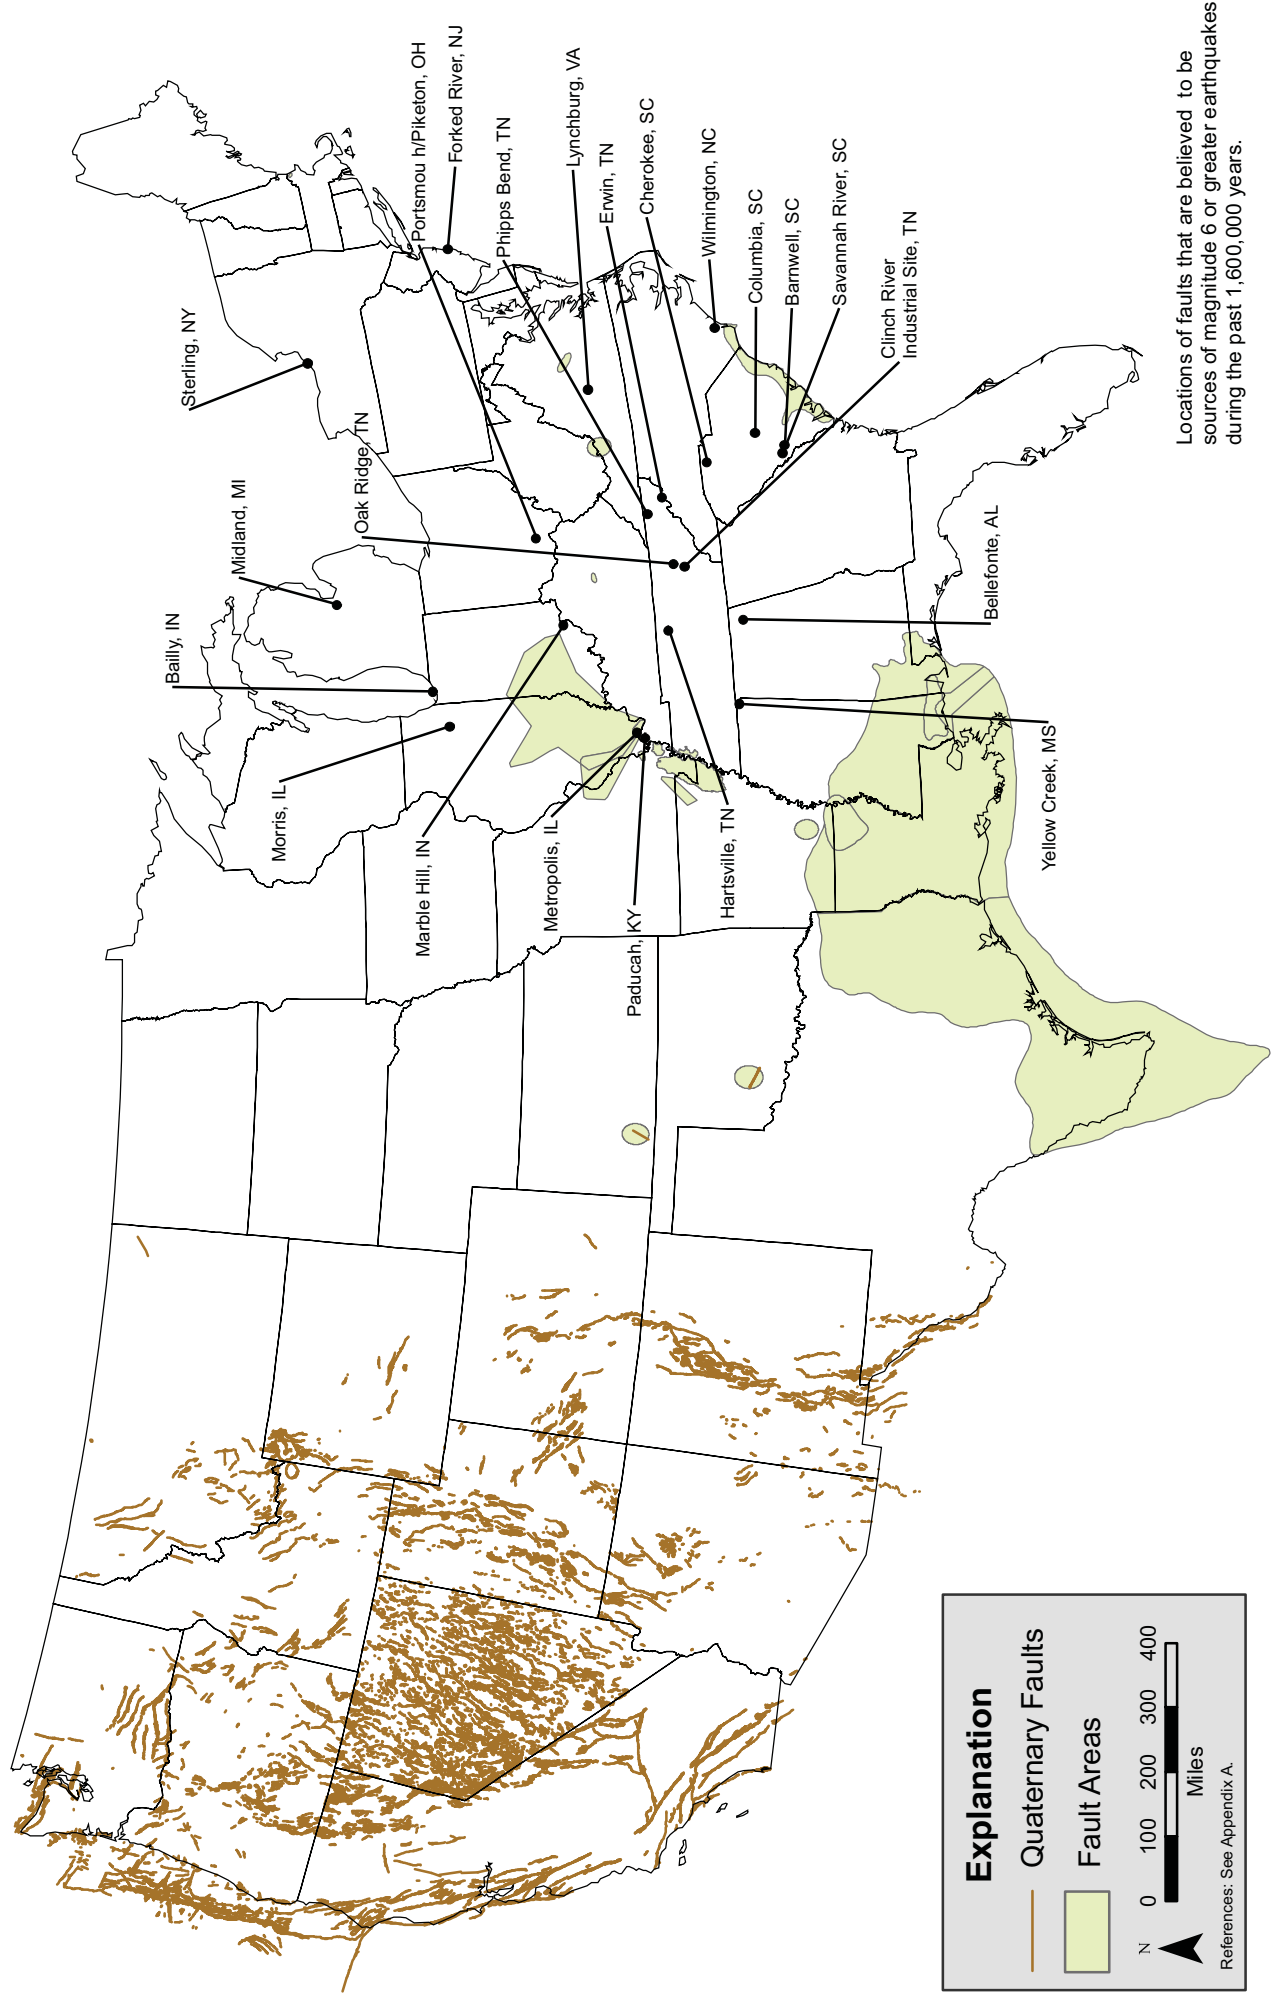 Sterling, NY
Portsmou h/Piketon, OH
Forked River, NJ
Phipps Bend, TN
Lynchburg, VA
Erwin, TN
Cherokee, SC
Wilmington, NC
Columbia, SC
Barnwell, SC
Savannah River, SC
Clinch River
Industrial Site, TN
Oak Ridge, TN
Midland, MI
Bailly, IN
Morris, IL
Marble Hill, IN
Metropolis, IL
Paducah, KY
Hartsville, TN
Bellefonte, AL
Yellow Creek, MS
Locations of faults that are believed to be
sources of magnitude 6 or greater earthquakes
during the past 1,600,000 years.
Explanation
Quaternary Faults
Fault Areas
N
0 100 200 300 400
Miles
References: See Appendix A.